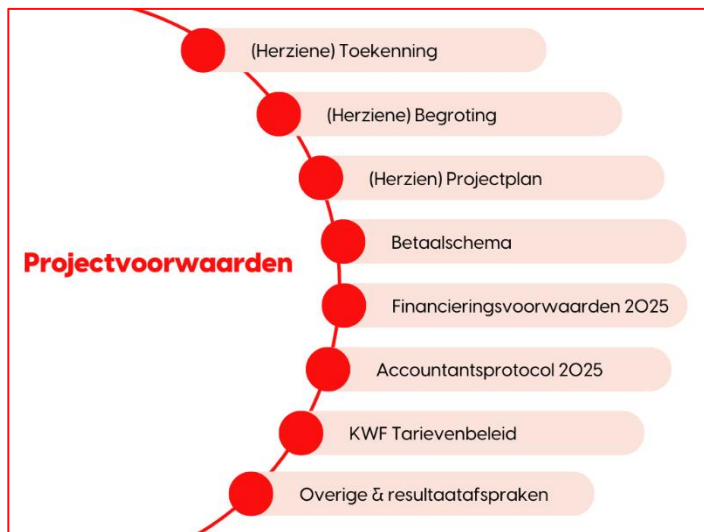 (Herziene) Toekenning
(Herziene) Begroting
(Herzien) Projectplan
Betaalschema
Projectvoorwaarden
Financieringsvoorwaarden 2025
Accountantsprotocol 2025
KWF Tarievenbeleid
Overige & resultaatafspraken